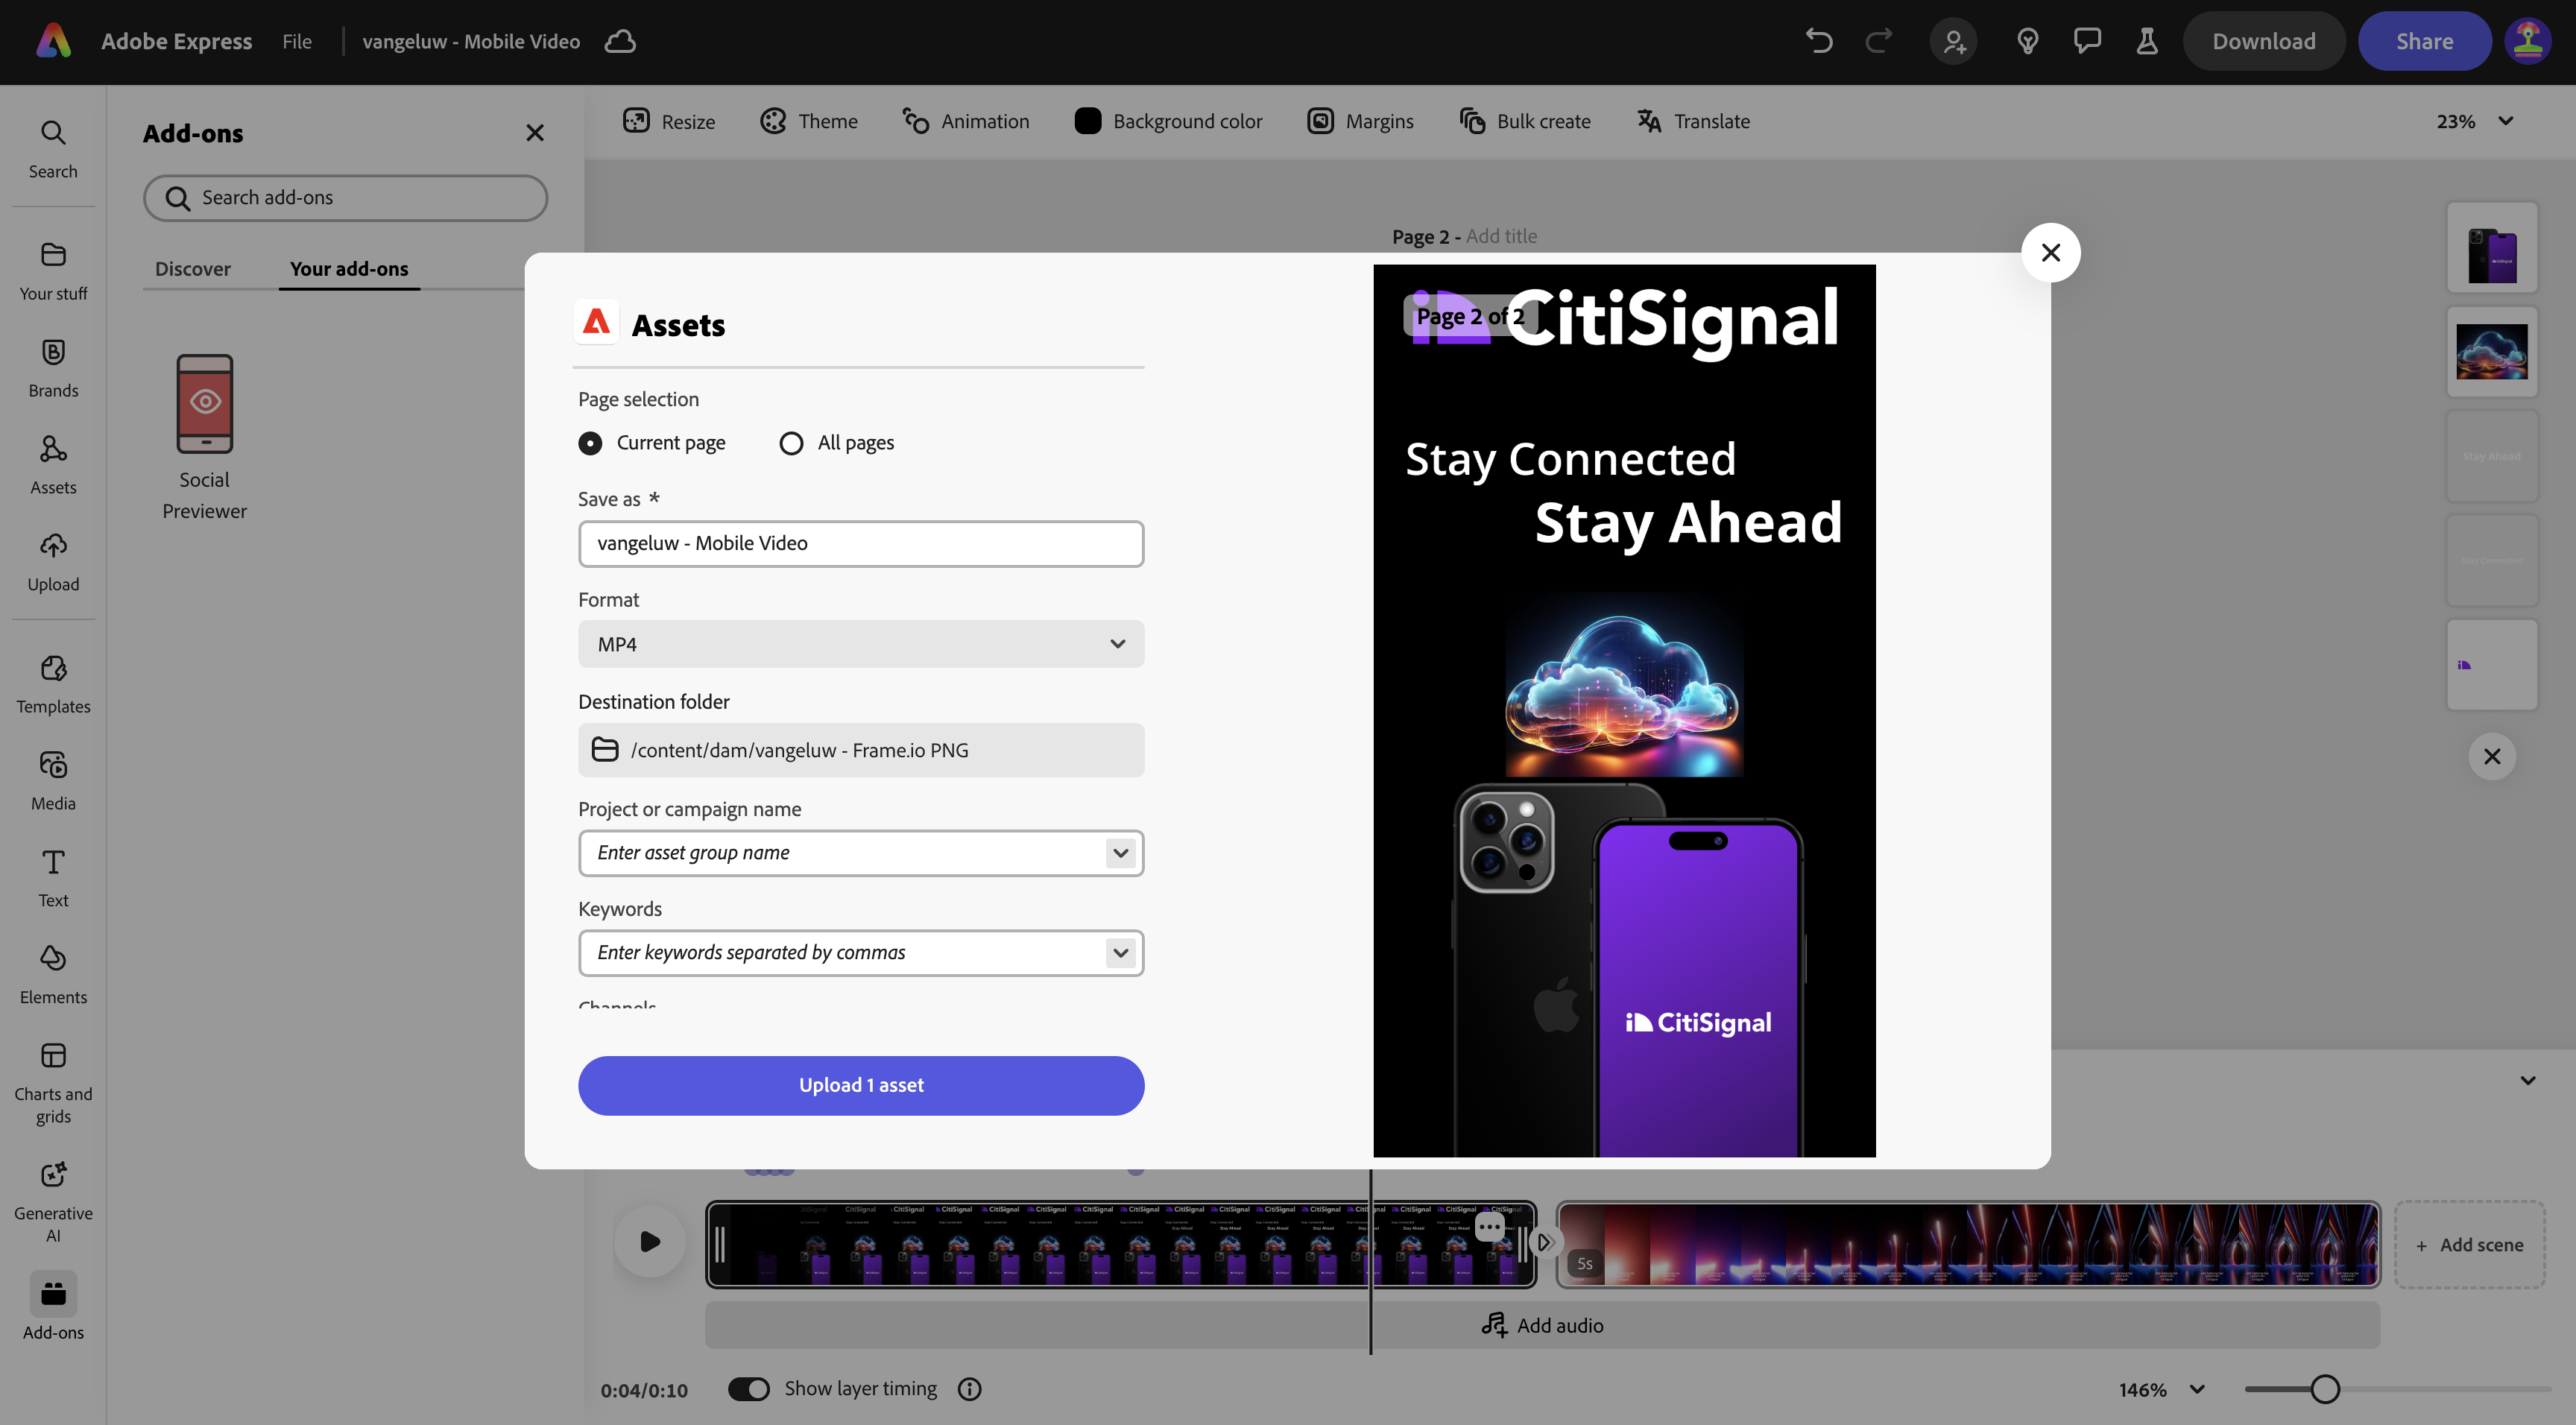 Adobe Express
File
vangeluw - Mobile Video
Download
Share
Search
Your stuff
Brands
Assets
Upload
Templates
Media
Text
Elements
Charts and
grids
Generative
AI
Add-ons
Add-ons
Search add-ons
Discover
Your add-ons
Social
Previewer
Resize
Theme
Animation
Background color
Margins
Bulk create
Translate
23%
Page 2 - Add title
Assets
Page selection
Current page
All pages
Save as *
vangeluw - Mobile Video
Format
MP4
Destination folder
/content/dam/vangeluw - Frame.io PNG
Project or campaign name
Enter asset group name
Keywords
Enter keywords separated by commas
Channels
Upload 1 asset
Page 2 of 2
CitiSignal
Stay Connected
Stay Ahead
CitiSignal
Stay Ahead
Stay Connected
5s
+ Add scene
Add audio
0:04/0:10
Show layer timing
146%